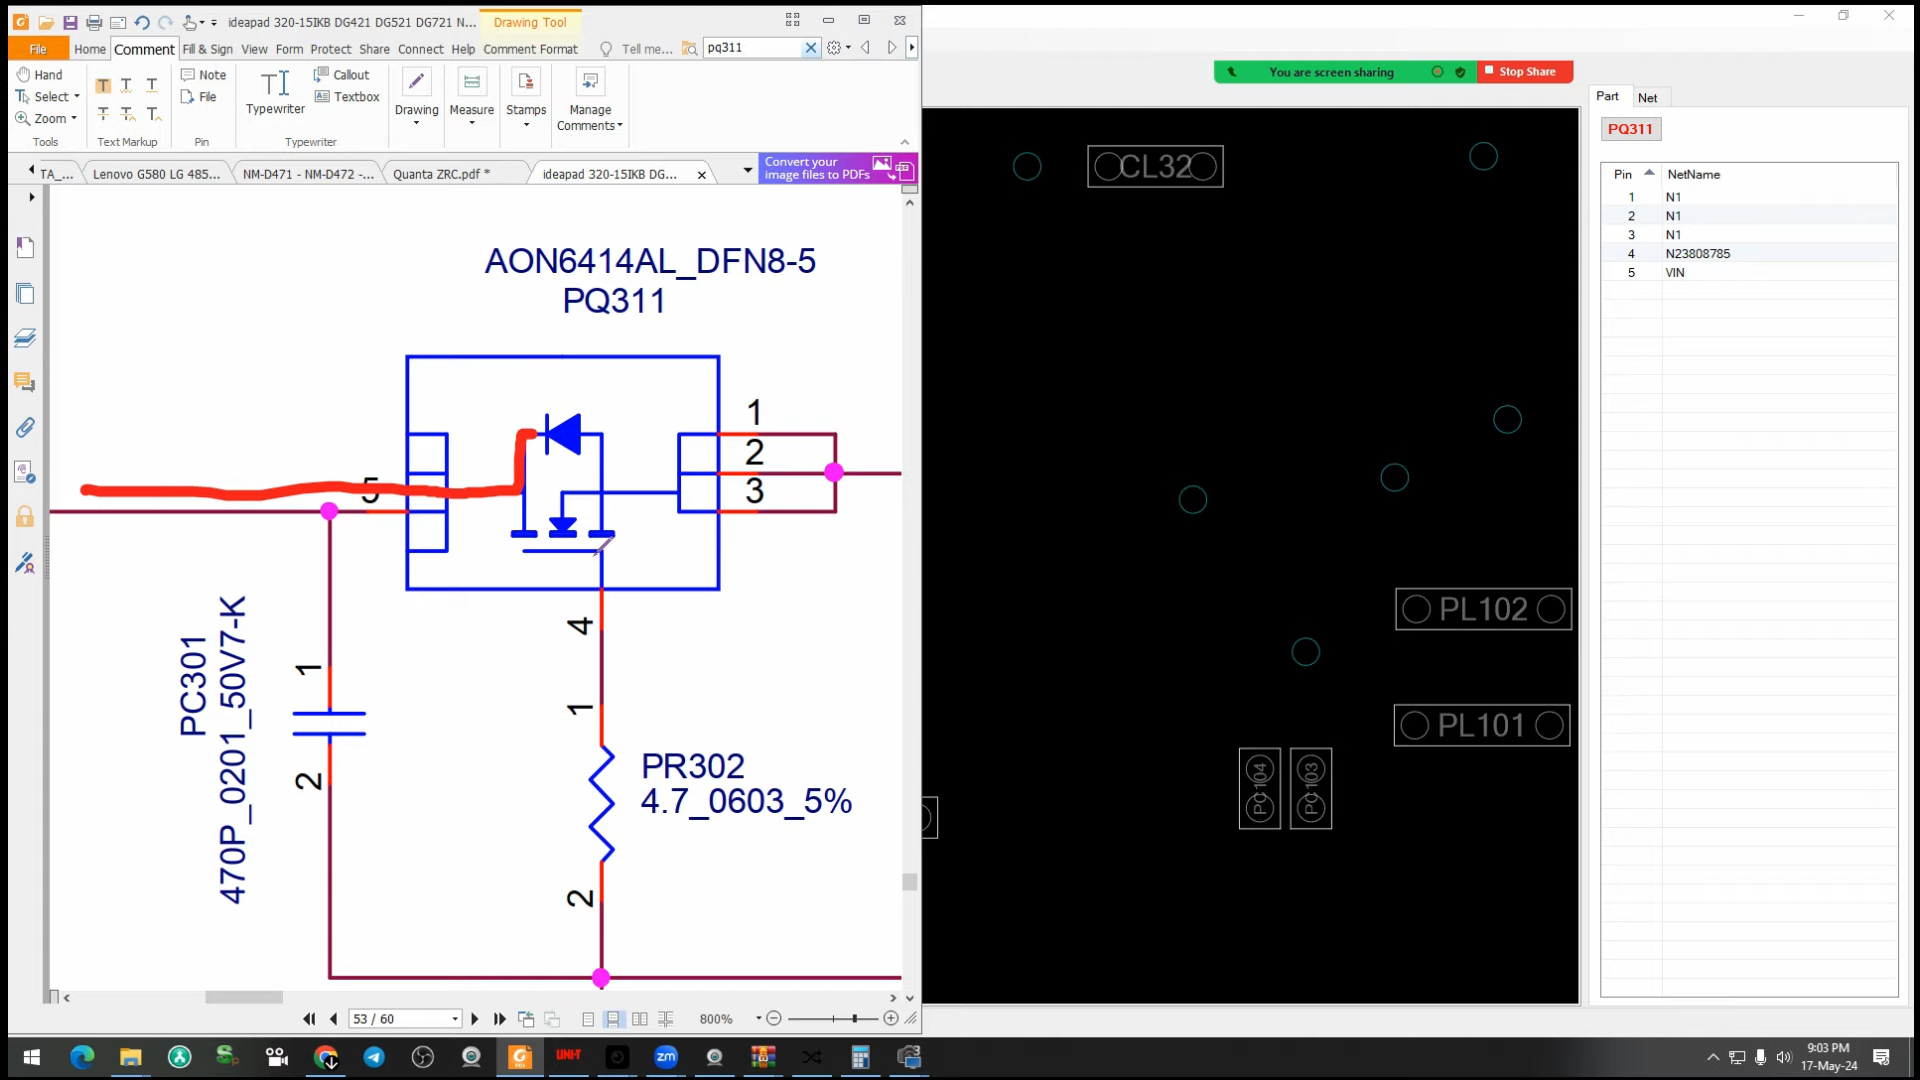 ideapad 320-15IKB DG421 DG521 DG721 N...
Drawing Tool
File Home Comment Fill & Sign View Form Protect Share Connect Help Comment Format Tell me... pq311
Hand
Select
Zoom
Tools
Text Markup
Note
File
Pin
Typewriter
Callout
Textbox
Typewriter
Drawing
Measure
Stamps
Manage
Comments
TA_... Lenovo G580 LG 485... NM-D471 - NM-D472 -... Quanta ZRC.pdf * ideapad 320-15IKB DG...
Convert your
image files to PDFs
AON6414AL_DFN8-5
PQ311
1
2
3
5
4
1
PR302
4.7_0603_5%
2
PC301
470P_0201_50V7-K
1
2
53 / 60
800%
You are screen sharing
Stop Share
CL32
PL102
PL101
PC104
PC103
Part Net
PQ311
Pin NetName
1 N1
2 N1
3 N1
4 N23808785
5 VIN
UNI-T
zm
9:03 PM
17-May-24